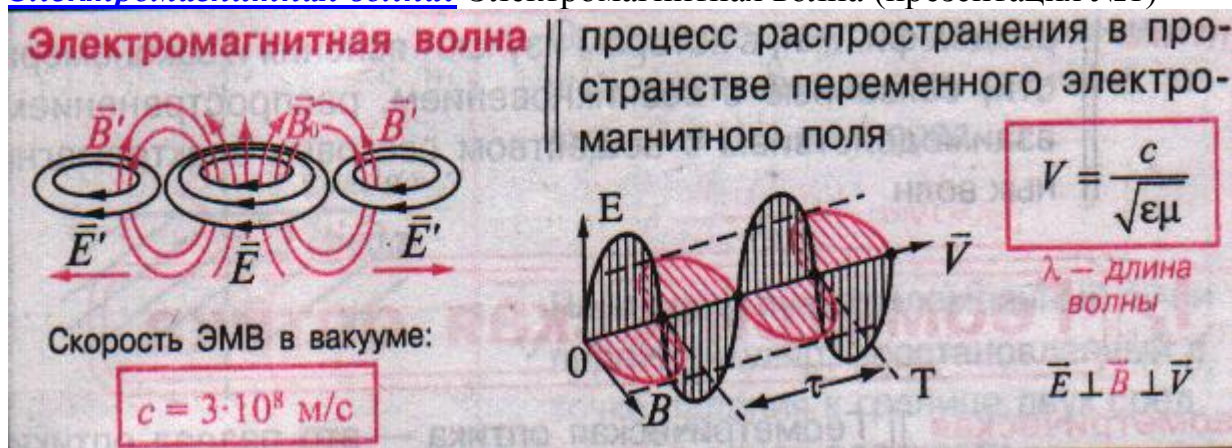 Электромагнитная волна
процесс распространения в про-
странстве переменного электро-
магнитного поля
B̄' B̄₀ B̄'
Ē' Ē Ē'
Скорость ЭМВ в вакууме:
c = 3·10⁸ м/с
E
V̄
0
B
τ
T
V = c/√εμ
λ — длина
волны
Ē ⊥ B̄ ⊥ V̄